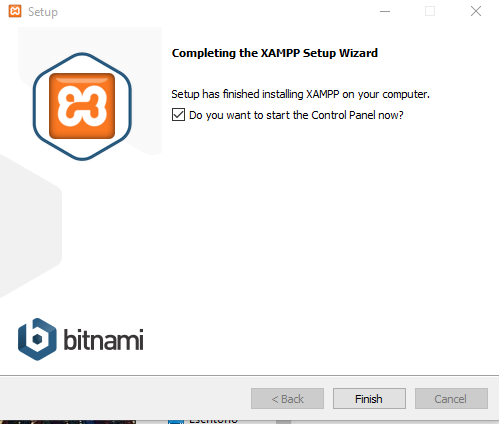 Setup
Completing the XAMPP Setup Wizard
Setup has finished installing XAMPP on your computer.
Do you want to start the Control Panel now?
bitnami
< Back
Finish
Cancel
Escritorio